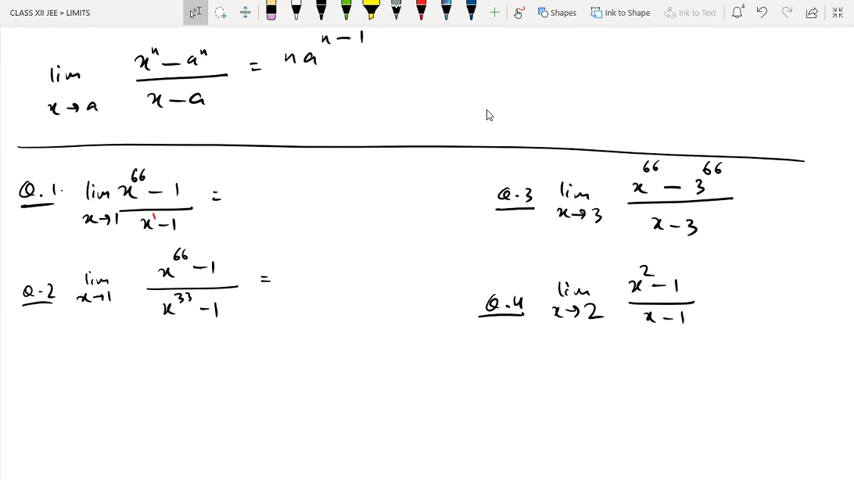 CLASS XII JEE » LIMITS
Shapes Ink to Shape Ink to Text
lim x→a (xⁿ − aⁿ)/(x − a) = n aⁿ⁻¹
Q.1. lim x→1 (x⁶⁶ − 1)/(x¹ − 1) =
Q.2 lim x→1 (x⁶⁶ − 1)/(x³³ − 1) =
Q.3 lim x→3 (x⁶⁶ − 3⁶⁶)/(x − 3)
Q.4 lim x→2 (x² − 1)/(x − 1)